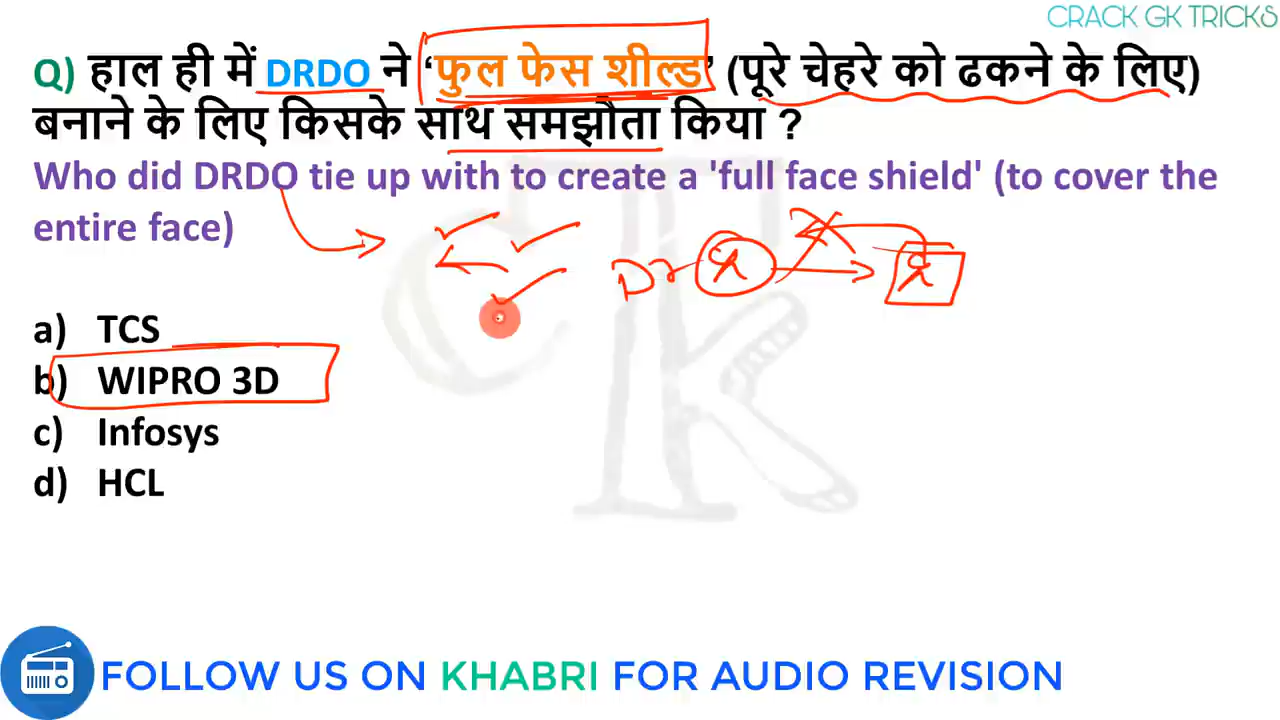 CRACK GK TRICKS
Q) हाल ही में DRDO ने ‘फुल फेस शील्ड’ (पूरे चेहरे को ढकने के लिए)
बनाने के लिए किसके साथ समझौता किया ?
Who did DRDO tie up with to create a 'full face shield' (to cover the
entire face)
Dr
a) TCS
b) WIPRO 3D
c) Infosys
d) HCL
FOLLOW US ON KHABRI FOR AUDIO REVISION